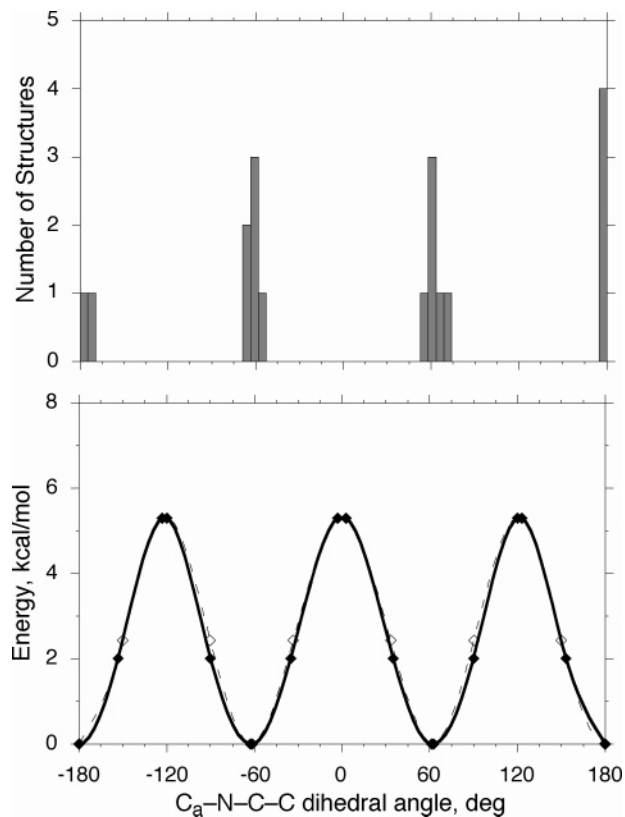 Number of Structures
5
4
3
2
1
0
Energy, kcal/mol
8
6
4
2
0
-180 -120 -60 0 60 120 180
Ca–N–C–C dihedral angle, deg